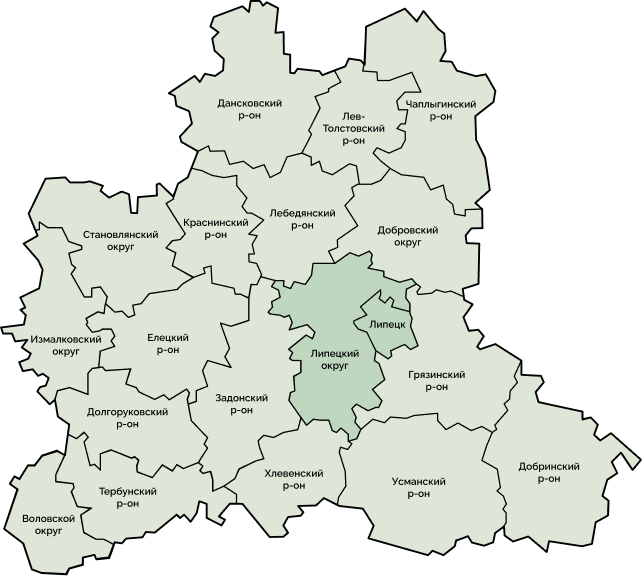 Дансковский
р-он
Лев-
Толстовский
р-он
Чаплыгинский
р-он
Становлянский
округ
Краснинский
р-он
Лебедянский
р-он
Добровский
округ
Измалковский
округ
Елецкий
р-он
Липецк
Липецкий
округ
Грязинский
р-он
Долгоруковский
р-он
Задонский
р-он
Хлевенский
р-он
Усманский
р-он
Добринский
р-он
Тербунский
р-он
Воловской
округ